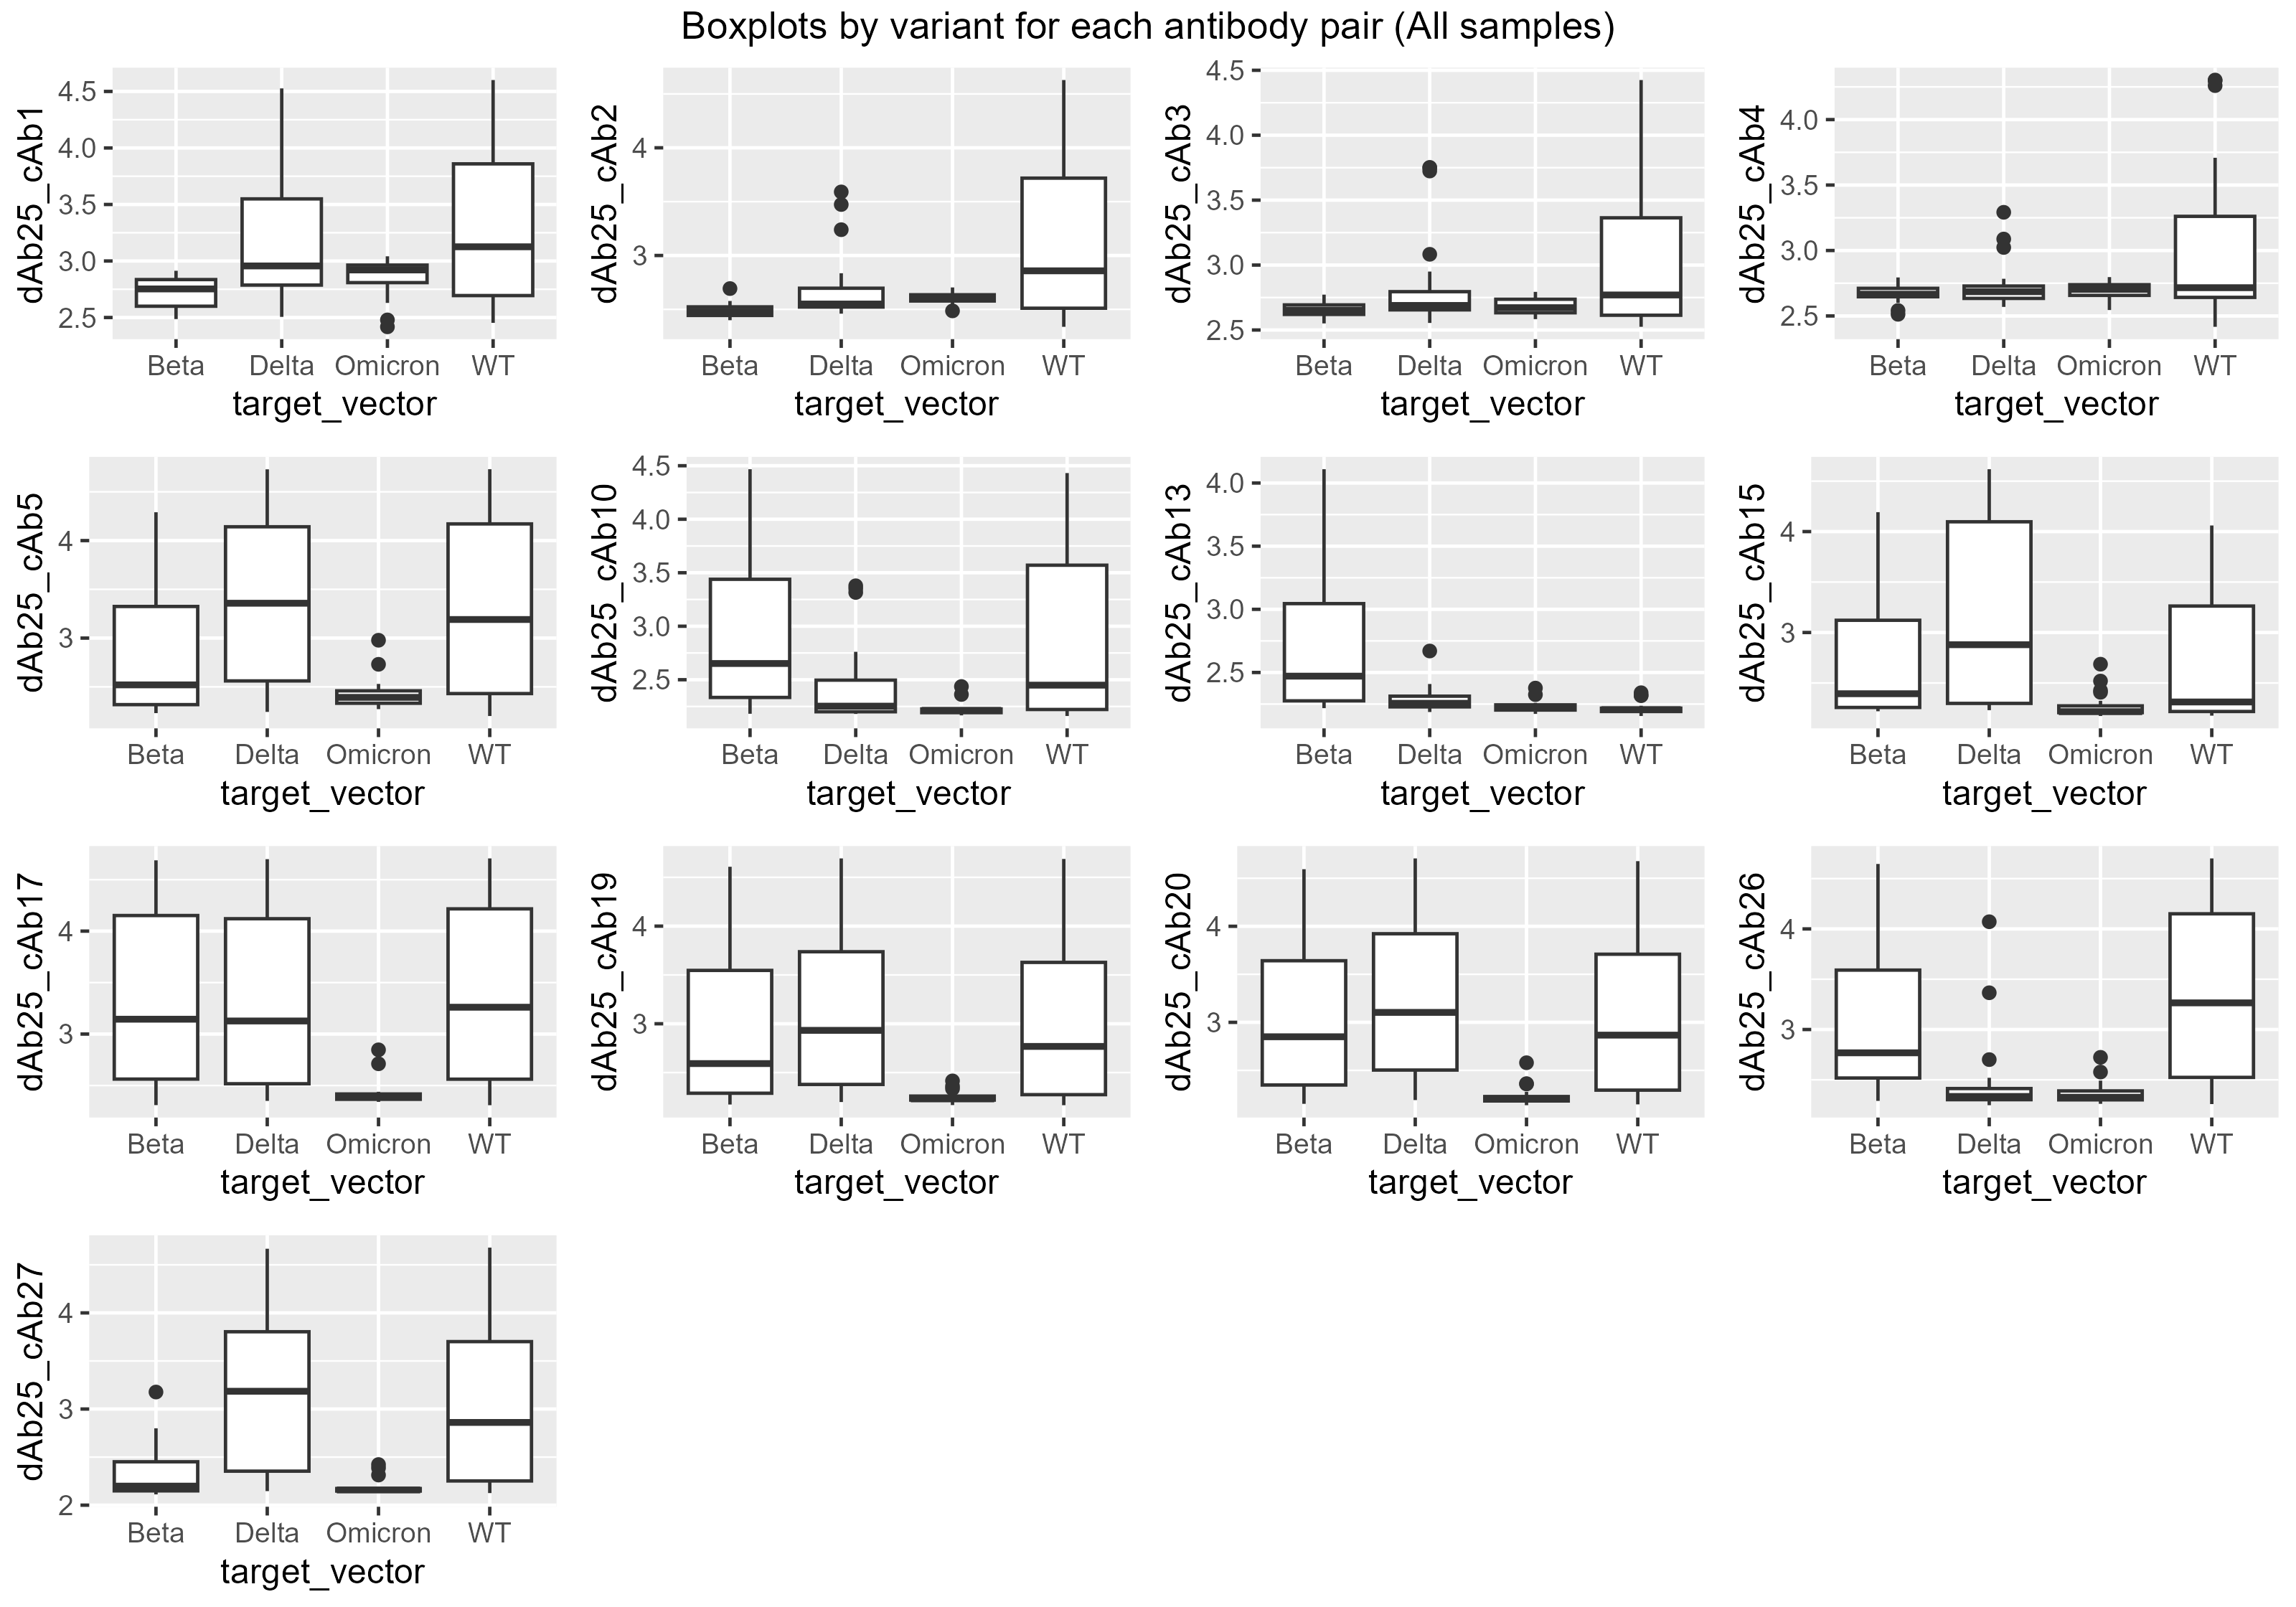 Boxplots by variant for each antibody pair (All samples)
dAb25_cAb1
4.5
4.0
3.5
3.0
2.5
Beta Delta Omicron WT
target_vector
dAb25_cAb2
4
3
Beta Delta Omicron WT
target_vector
dAb25_cAb3
4.5
4.0
3.5
3.0
2.5
Beta Delta Omicron WT
target_vector
dAb25_cAb4
4.0
3.5
3.0
2.5
Beta Delta Omicron WT
target_vector
dAb25_cAb5
4
3
Beta Delta Omicron WT
target_vector
dAb25_cAb10
4.5
4.0
3.5
3.0
2.5
Beta Delta Omicron WT
target_vector
dAb25_cAb13
4.0
3.5
3.0
2.5
Beta Delta Omicron WT
target_vector
dAb25_cAb15
4
3
Beta Delta Omicron WT
target_vector
dAb25_cAb17
4
3
Beta Delta Omicron WT
target_vector
dAb25_cAb19
4
3
Beta Delta Omicron WT
target_vector
dAb25_cAb20
4
3
Beta Delta Omicron WT
target_vector
dAb25_cAb26
4
3
Beta Delta Omicron WT
target_vector
dAb25_cAb27
4
3
2
Beta Delta Omicron WT
target_vector